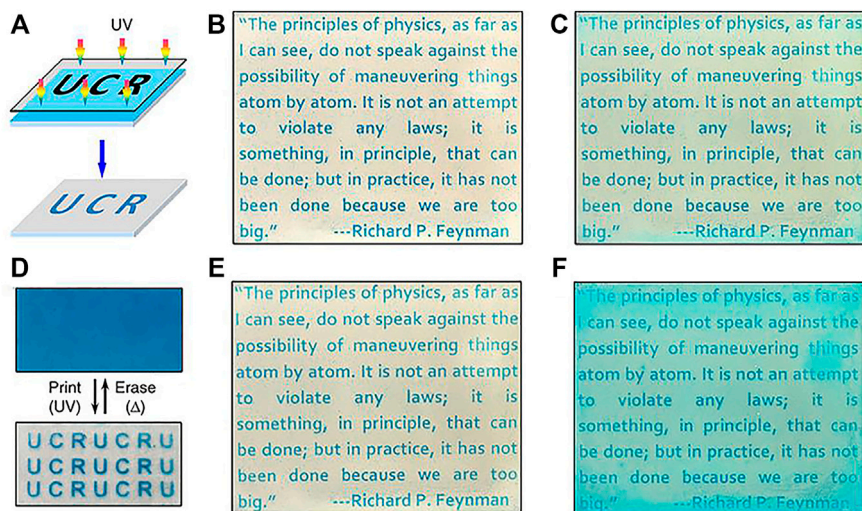 A
UV
UCR
UCR
B
“The principles of physics, as far as
I can see, do not speak against the
possibility of maneuvering things
atom by atom. It is not an attempt
to violate any laws; it is
something, in principle, that can
be done; but in practice, it has not
been done because we are too
big.” ---Richard P. Feynman
C
“The principles of physics, as far as
I can see, do not speak against the
possibility of maneuvering things
atom by atom. It is not an attempt
to violate any laws; it is
something, in principle, that can
be done; but in practice, it has not
been done because we are too
big.” ---Richard P. Feynman
D
Print Erase
(UV) (Δ)
UCRUCRU
UCRUCRU
UCRUCRU
E
“The principles of physics, as far as
I can see, do not speak against the
possibility of maneuvering things
atom by atom. It is not an attempt
to violate any laws; it is
something, in principle, that can
be done; but in practice, it has not
been done because we are too
big.” ---Richard P. Feynman
F
“The principles of physics, as far as
I can see, do not speak against the
possibility of maneuvering things
atom by atom. It is not an attempt
to violate any laws; it is
something, in principle, that can
be done; but in practice, it has not
been done because we are too
big.” ---Richard P. Feynman